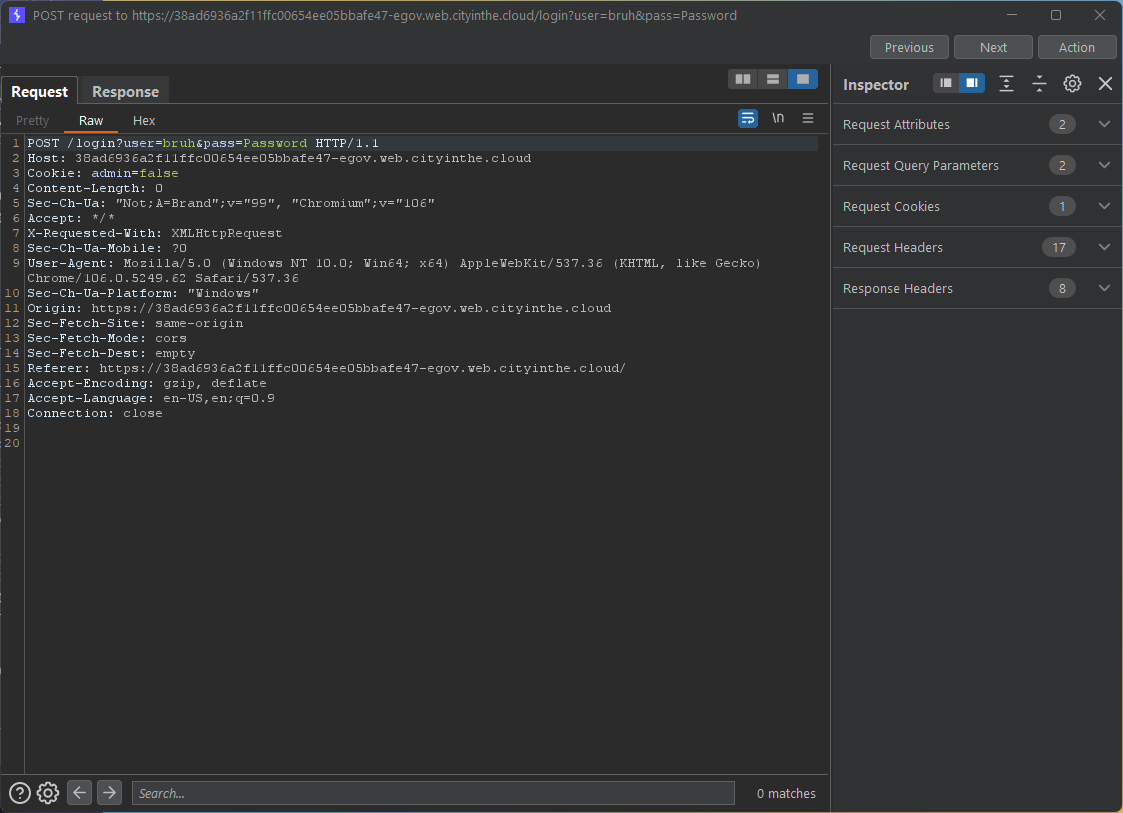 POST request to https://38ad6936a2f11ffc00654ee05bbafe47-egov.web.cityinthe.cloud/login?user=bruh&pass=Password
Previous Next Action
Request Response
Inspector
Pretty Raw Hex
\n
1 POST /login?user=bruh&pass=Password HTTP/1.1
2 Host: 38ad6936a2f11ffc00654ee05bbafe47-egov.web.cityinthe.cloud
3 Cookie: admin=false
4 Content-Length: 0
5 Sec-Ch-Ua: "Not;A=Brand";v="99", "Chromium";v="106"
6 Accept: */*
7 X-Requested-With: XMLHttpRequest
8 Sec-Ch-Ua-Mobile: ?0
9 User-Agent: Mozilla/5.0 (Windows NT 10.0; Win64; x64) AppleWebKit/537.36 (KHTML, like Gecko)
Chrome/106.0.5249.62 Safari/537.36
10 Sec-Ch-Ua-Platform: "Windows"
11 Origin: https://38ad6936a2f11ffc00654ee05bbafe47-egov.web.cityinthe.cloud
12 Sec-Fetch-Site: same-origin
13 Sec-Fetch-Mode: cors
14 Sec-Fetch-Dest: empty
15 Referer: https://38ad6936a2f11ffc00654ee05bbafe47-egov.web.cityinthe.cloud/
16 Accept-Encoding: gzip, deflate
17 Accept-Language: en-US,en;q=0.9
18 Connection: close
19
20
Request Attributes 2
Request Query Parameters 2
Request Cookies 1
Request Headers 17
Response Headers 8
Search...
0 matches